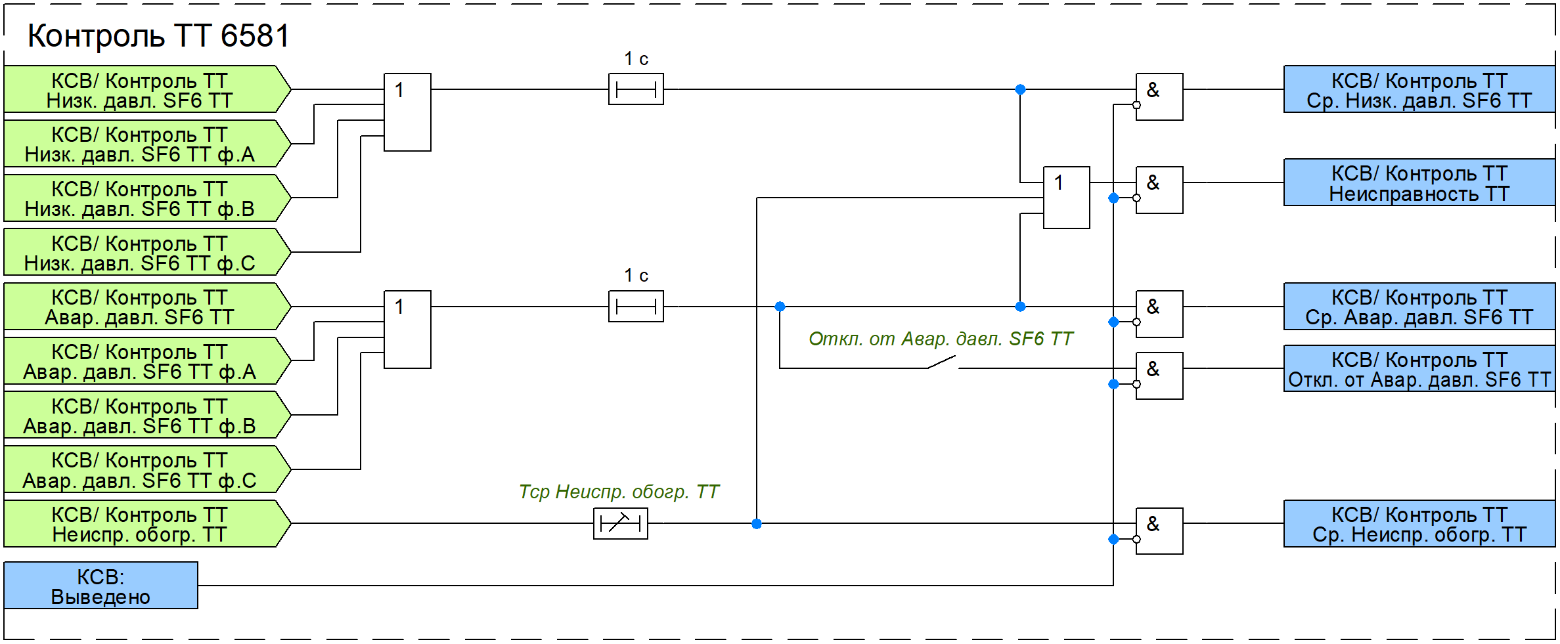 Контроль ТТ 6581
КСВ/ Контроль ТТ
Низк. давл. SF6 ТТ
КСВ/ Контроль ТТ
Низк. давл. SF6 ТТ ф.А
КСВ/ Контроль ТТ
Низк. давл. SF6 ТТ ф.В
КСВ/ Контроль ТТ
Низк. давл. SF6 ТТ ф.С
КСВ/ Контроль ТТ
Авар. давл. SF6 ТТ
КСВ/ Контроль ТТ
Авар. давл. SF6 ТТ ф.А
КСВ/ Контроль ТТ
Авар. давл. SF6 ТТ ф.В
КСВ/ Контроль ТТ
Авар. давл. SF6 ТТ ф.С
КСВ/ Контроль ТТ
Неиспр. обогр. ТТ
КСВ:
Выведено
1
1
1 с
1 с
Тср Неиспр. обогр. ТТ
Откл. от Авар. давл. SF6 ТТ
1
&
&
&
&
&
КСВ/ Контроль ТТ
Ср. Низк. давл. SF6 ТТ
КСВ/ Контроль ТТ
Неисправность ТТ
КСВ/ Контроль ТТ
Ср. Авар. давл. SF6 ТТ
КСВ/ Контроль ТТ
Откл. от Авар. давл. SF6 ТТ
КСВ/ Контроль ТТ
Ср. Неиспр. обогр. ТТ